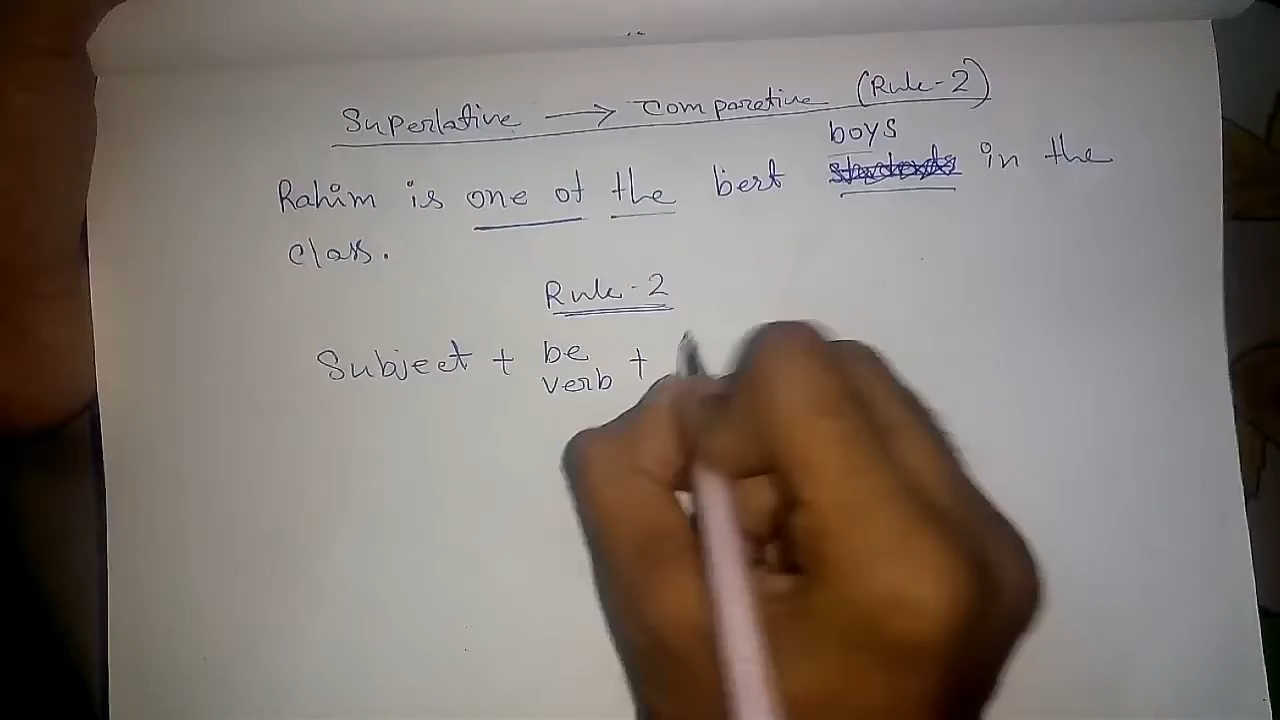 Superlative → Comparative (Rule-2)
boys
Rahim is one of the best in the
class.
Rule-2
Subject + be verb +